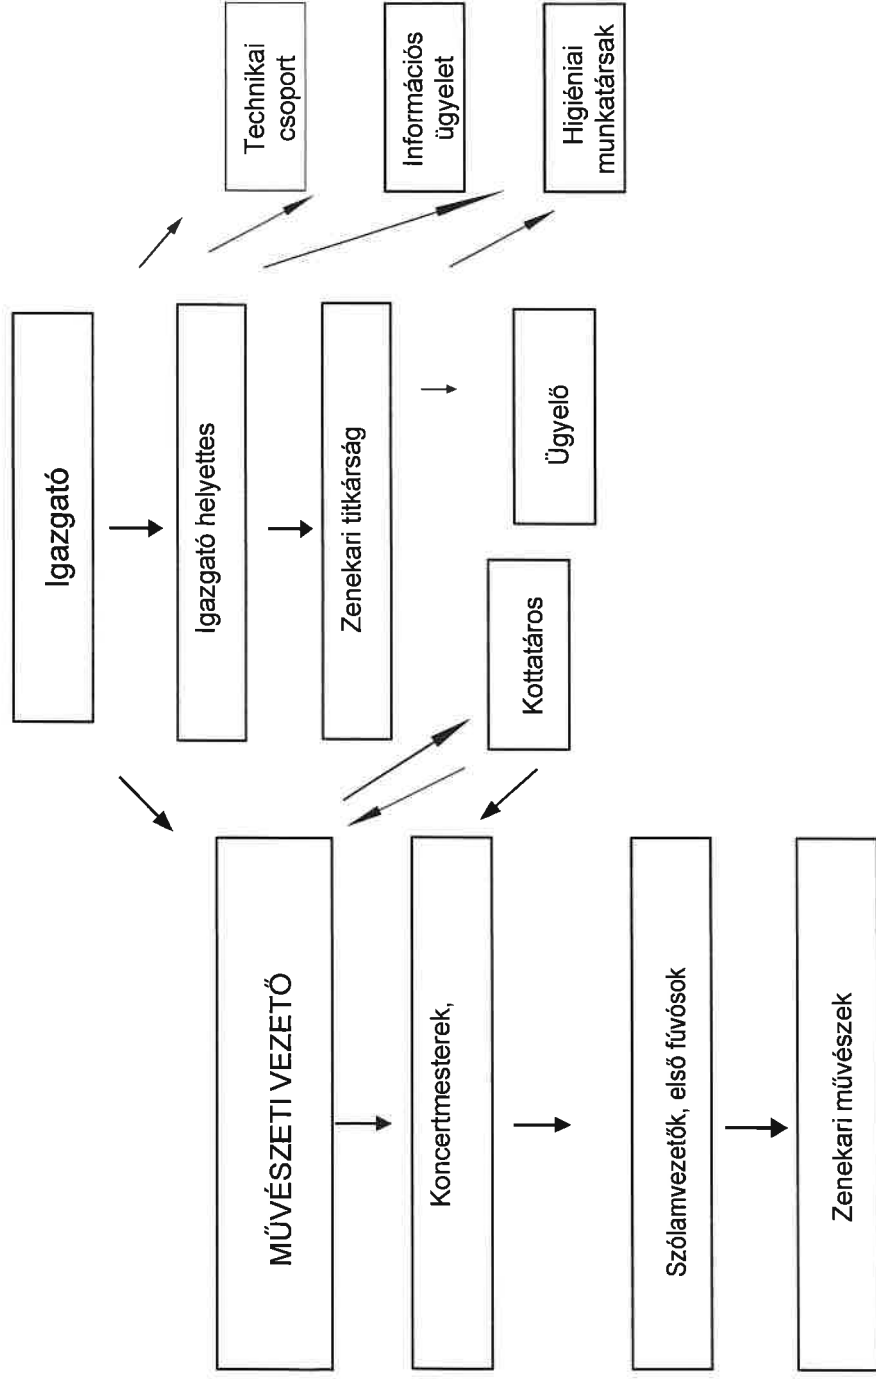 Igazgató
Igazgató helyettes
Zenekari titkárság
Technikai
csoport
Információs
ügyelet
Higiéniai
munkatársak
Ügyelő
Kottatáros
MŰVÉSZETI VEZETŐ
Koncertmesterek,
Szólamvezetők, első fúvósok
Zenekari művészek